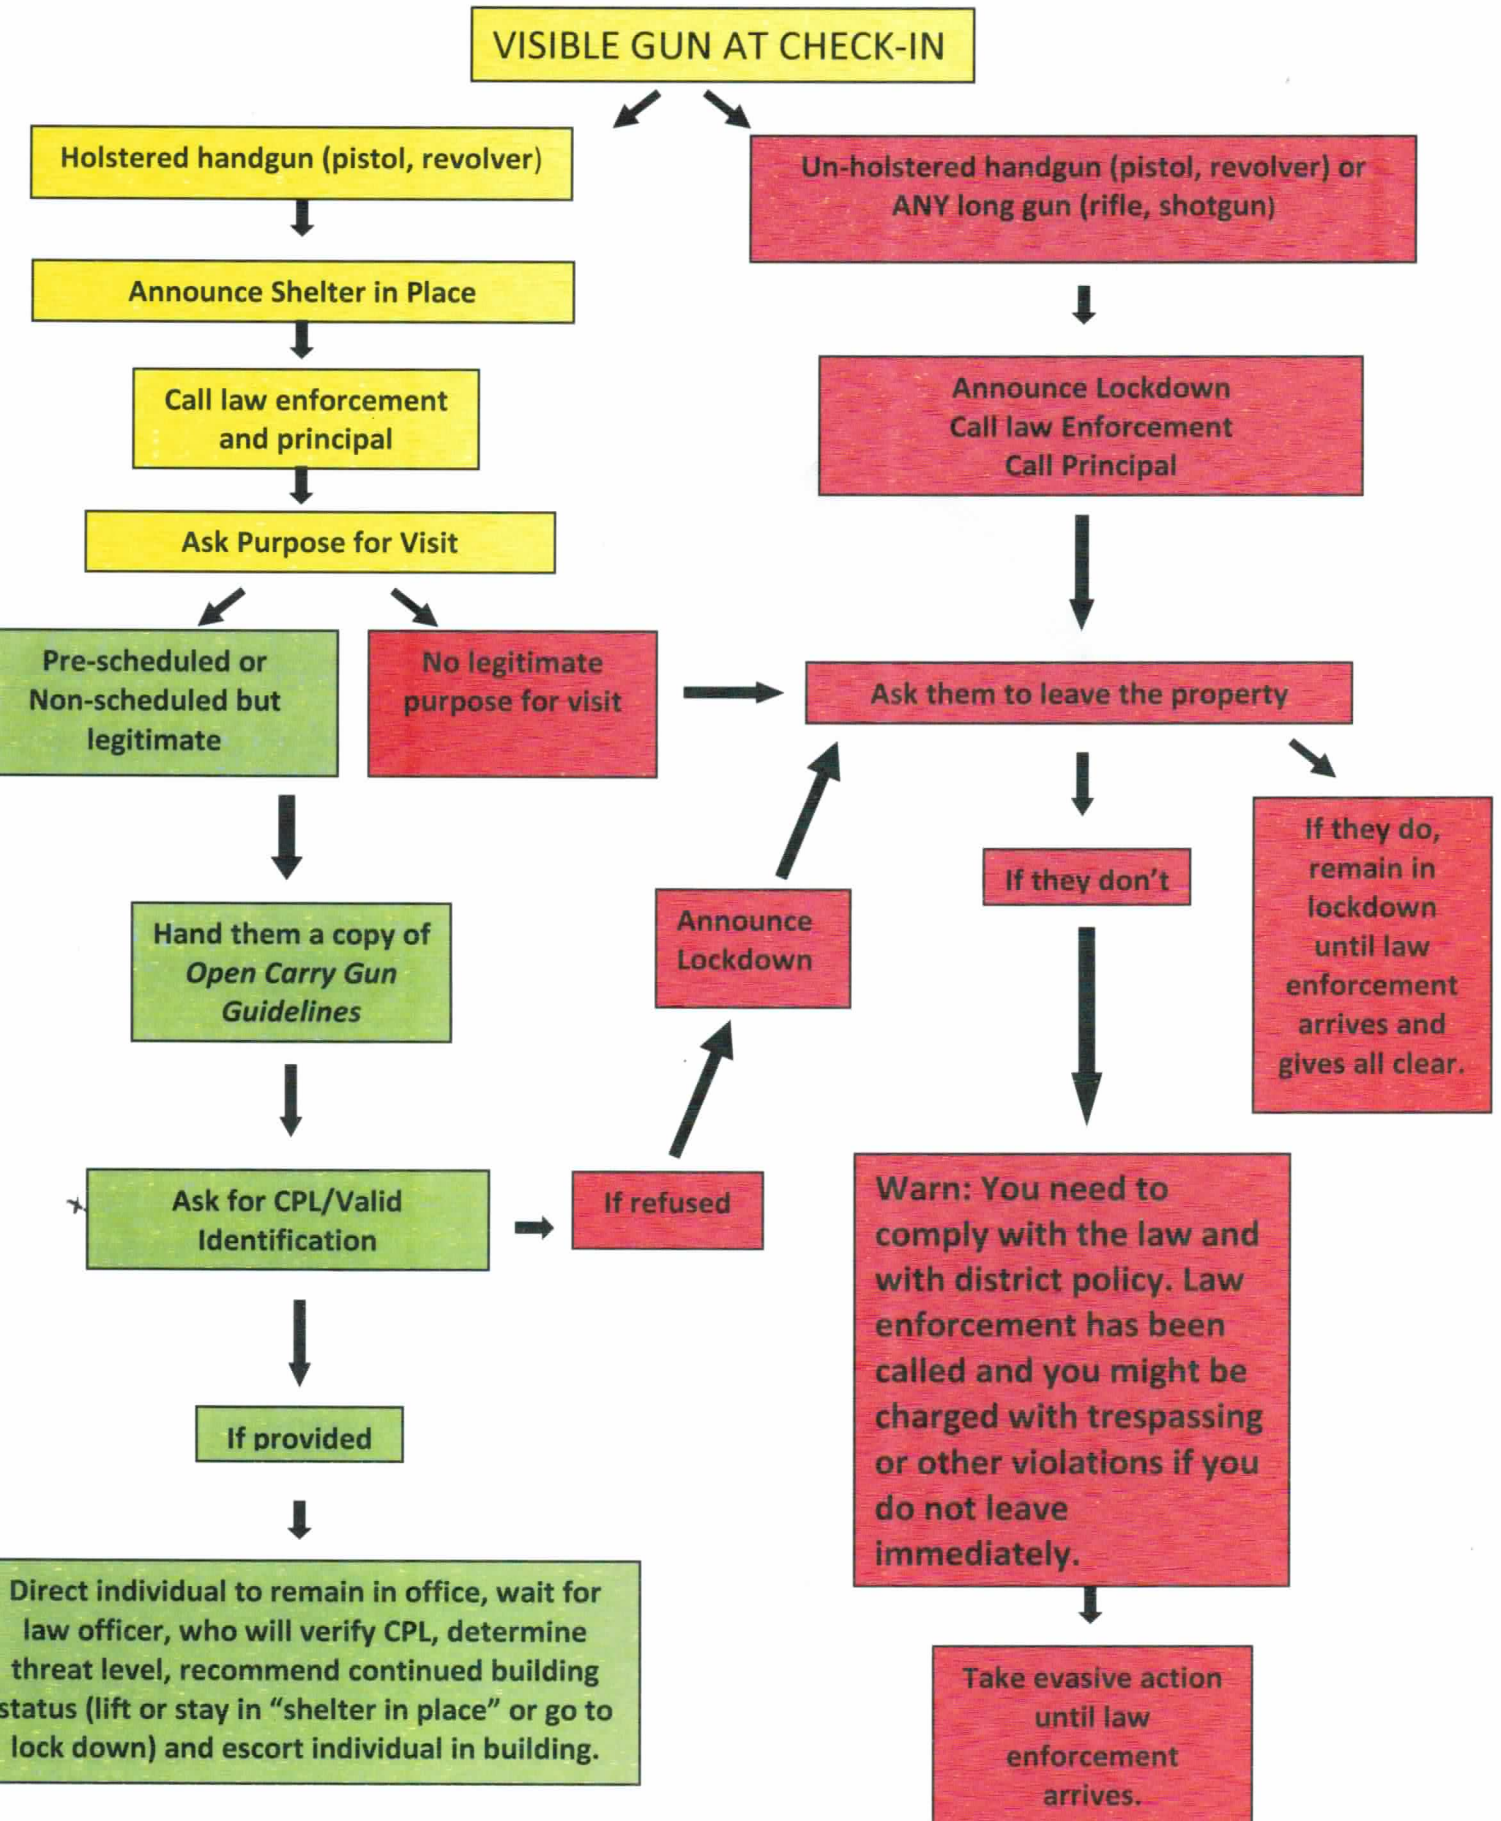 VISIBLE GUN AT CHECK-IN
Holstered handgun (pistol, revolver)
Un-holstered handgun (pistol, revolver) or
ANY long gun (rifle, shotgun)
Announce Shelter in Place
Call law enforcement
and principal
Announce Lockdown
Call law Enforcement
Call Principal
Ask Purpose for Visit
Pre-scheduled or
Non-scheduled but
legitimate
No legitimate
purpose for visit
Ask them to leave the property
If they don't
If they do,
remain in
lockdown
until law
enforcement
arrives and
gives all clear.
Announce
Lockdown
Hand them a copy of
Open Carry Gun
Guidelines
Ask for CPL/Valid
Identification
If refused
Warn: You need to
comply with the law and
with district policy. Law
enforcement has been
called and you might be
charged with trespassing
or other violations if you
do not leave
immediately.
If provided
Direct individual to remain in office, wait for
law officer, who will verify CPL, determine
threat level, recommend continued building
status (lift or stay in “shelter in place” or go to
lock down) and escort individual in building.
Take evasive action
until law
enforcement
arrives.